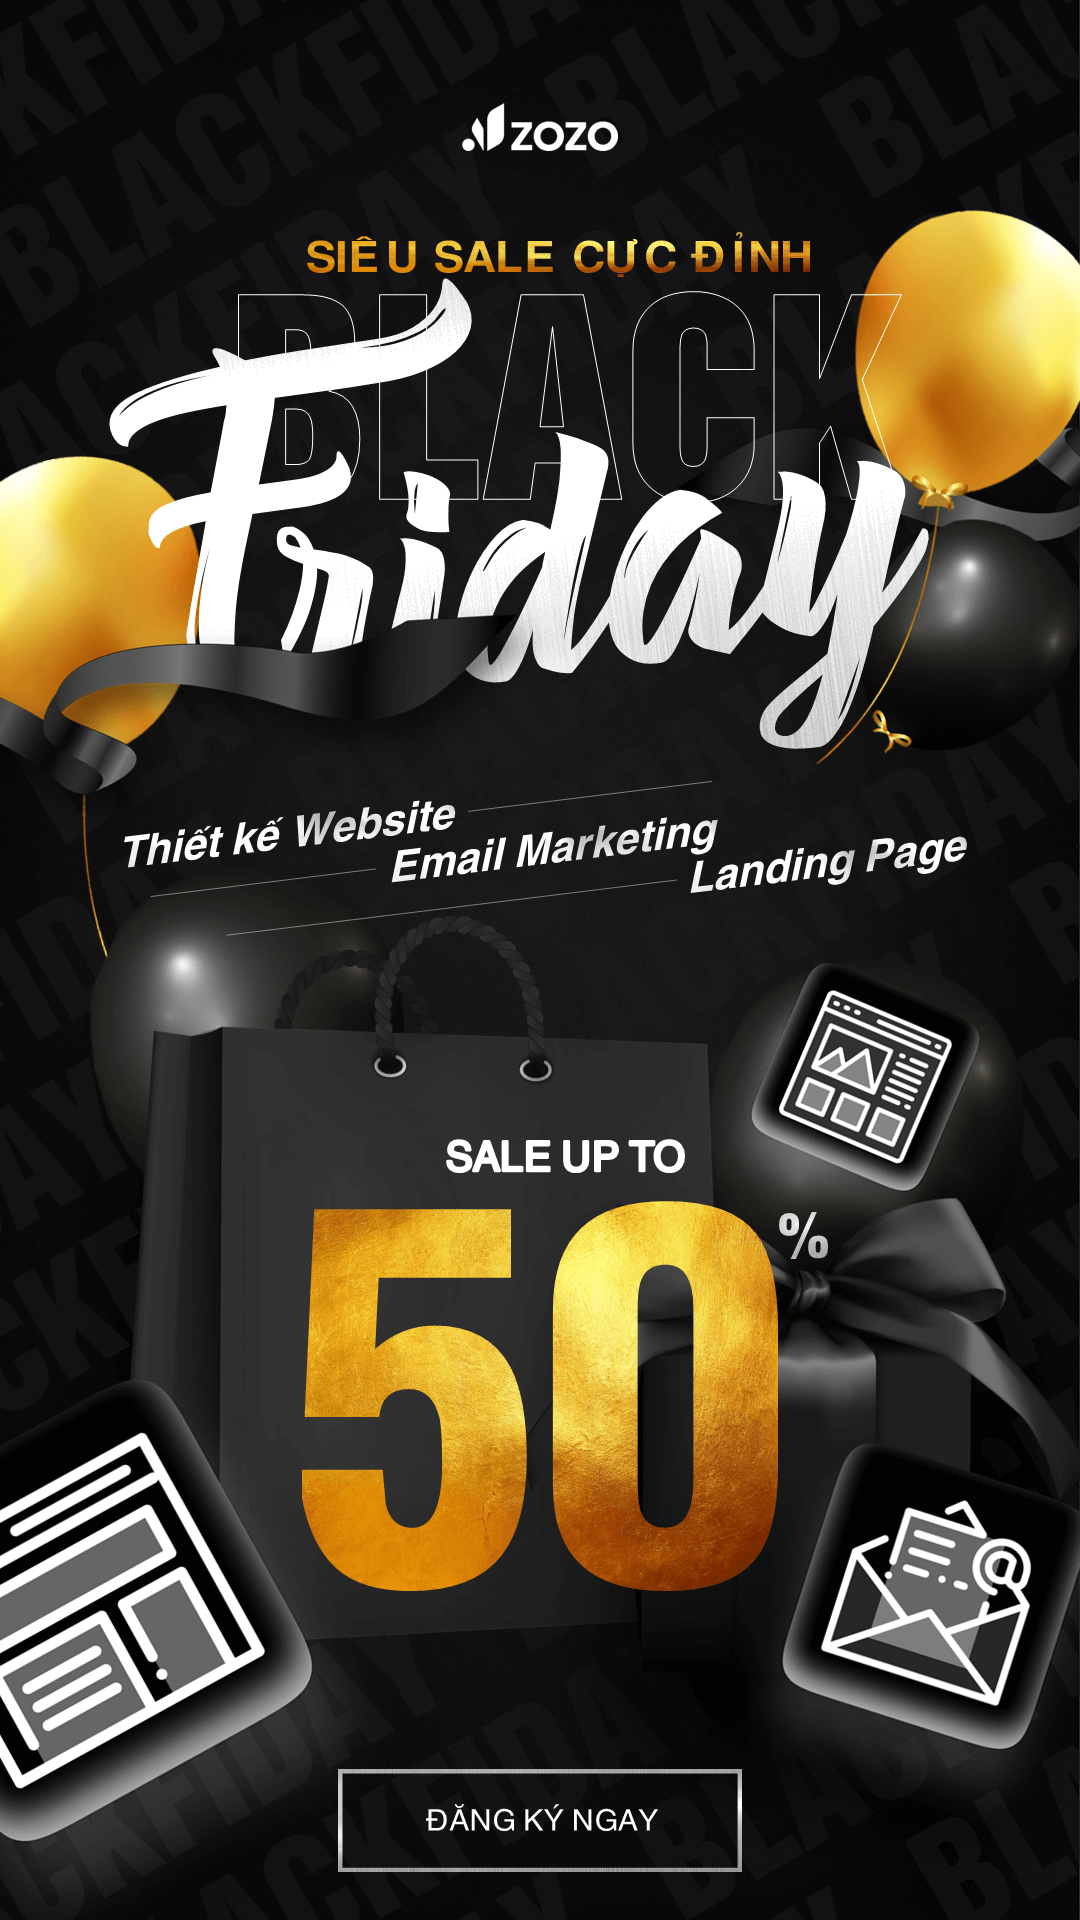 ZOZO
SIÊU SALE CỰC ĐỈNH
BLACK
Friday
Thiết kế Website
Email Marketing
Landing Page
SALE UP TO
50%
@
ĐĂNG KÝ NGAY